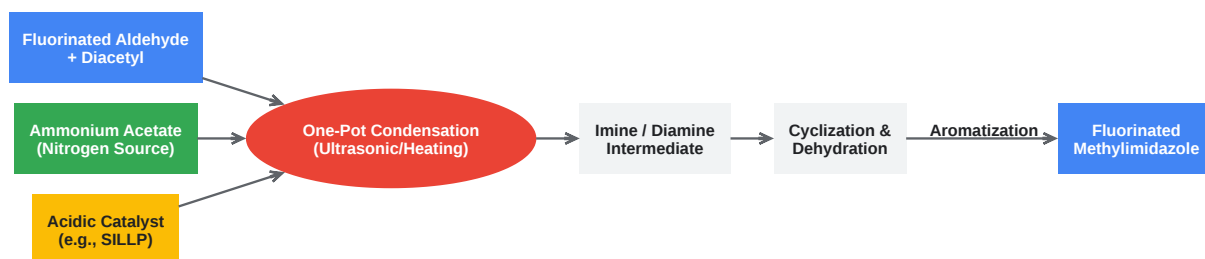 Fluorinated Aldehyde
+ Diacetyl
Ammonium Acetate
(Nitrogen Source)
Acidic Catalyst
(e.g., SILLP)
One-Pot Condensation
(Ultrasonic/Heating)
Imine / Diamine
Intermediate
Cyclization &
Dehydration
Aromatization
Fluorinated
Methylimidazole